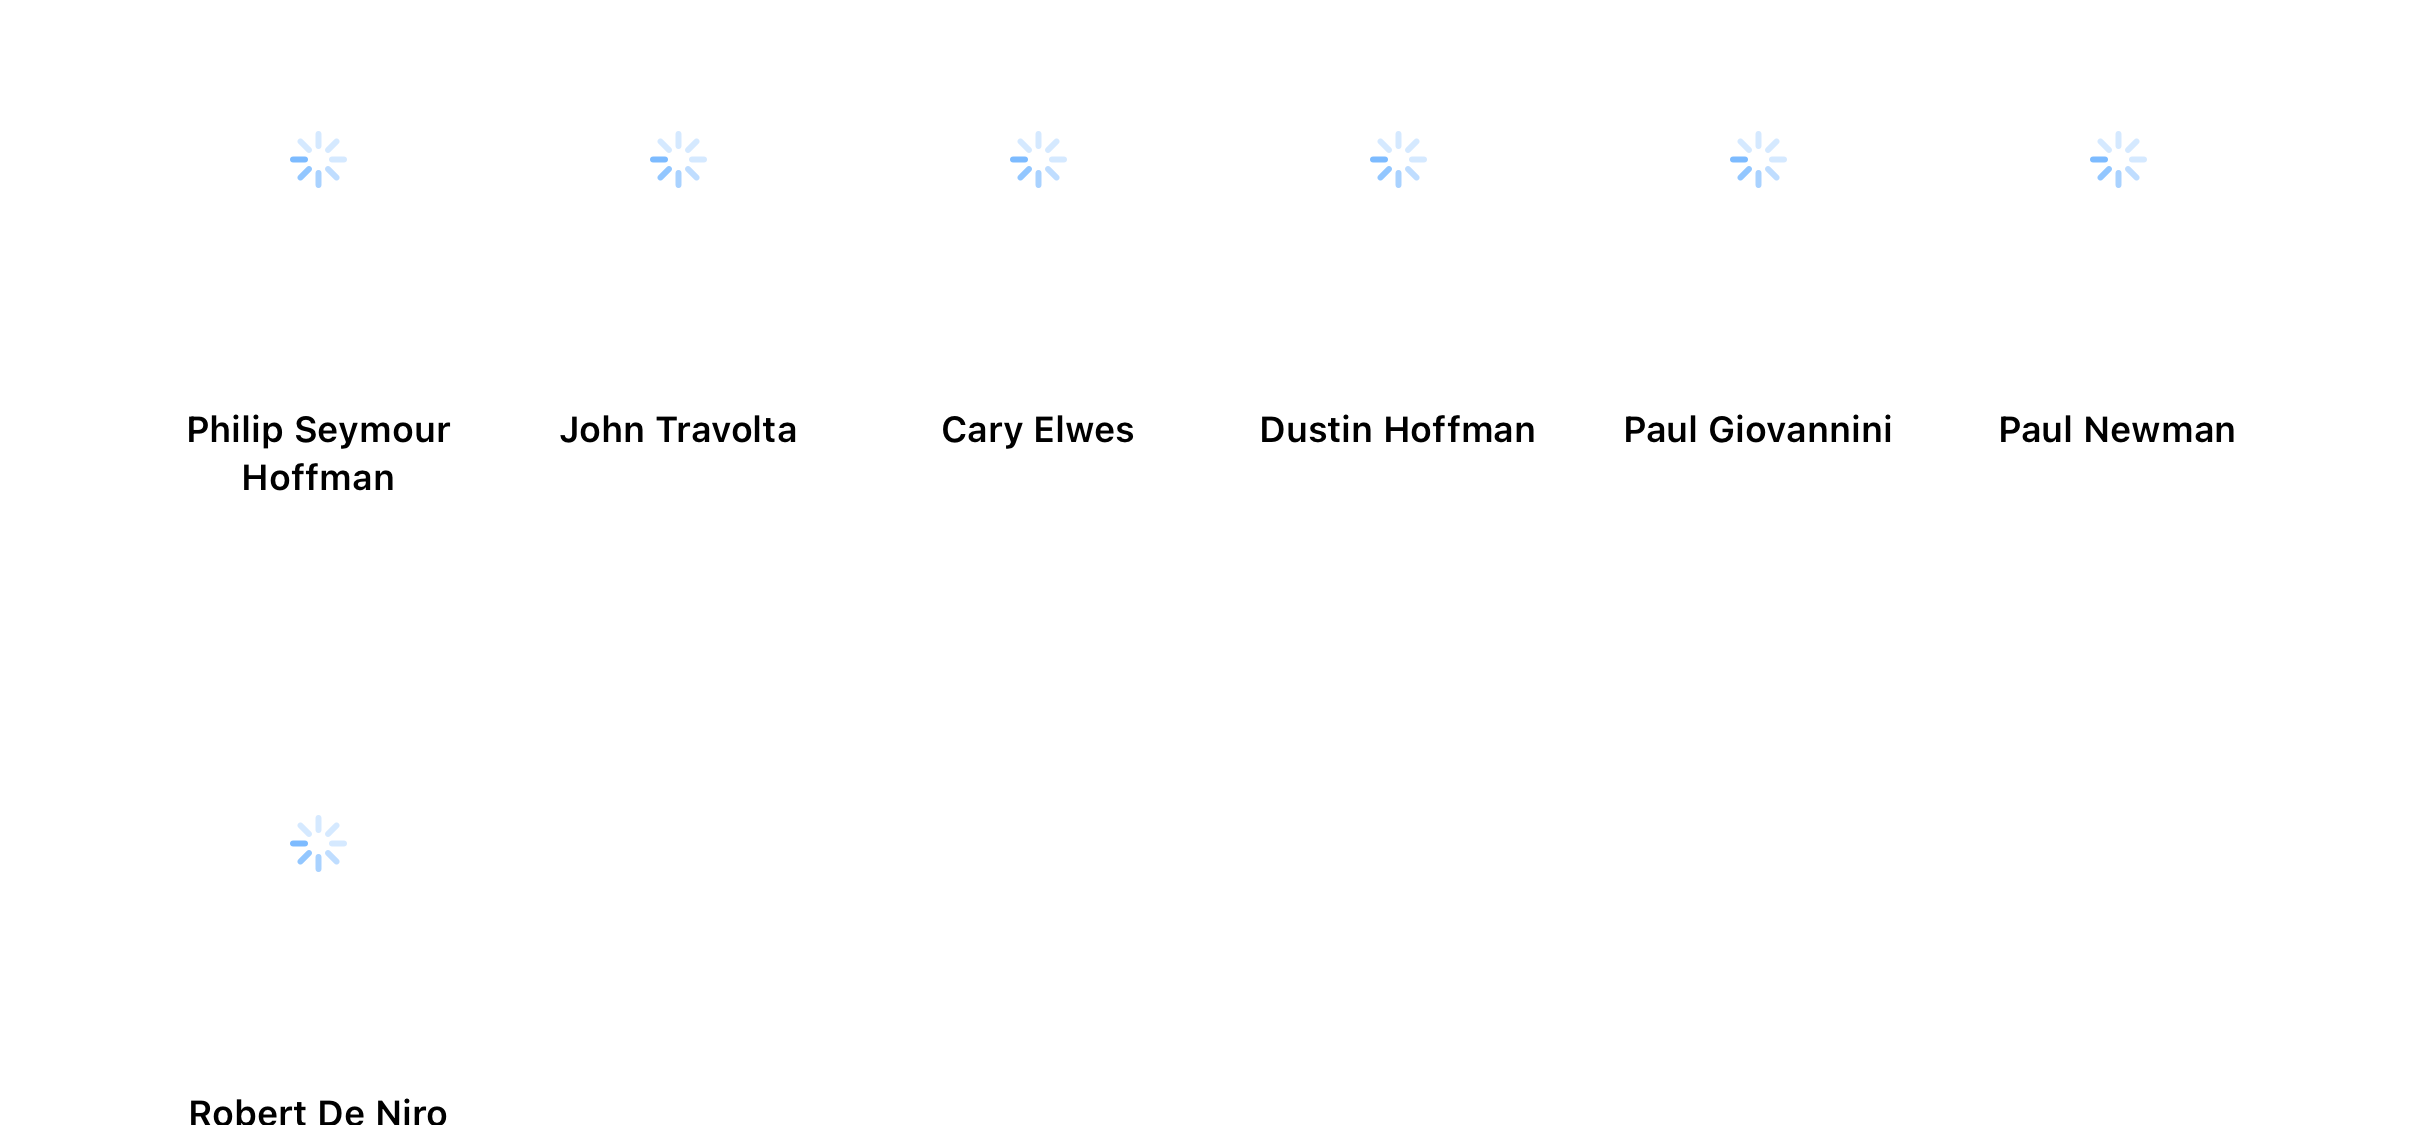 Philip Seymour
Hoffman
John Travolta
Cary Elwes
Dustin Hoffman
Paul Giovannini
Paul Newman
Robert De Niro